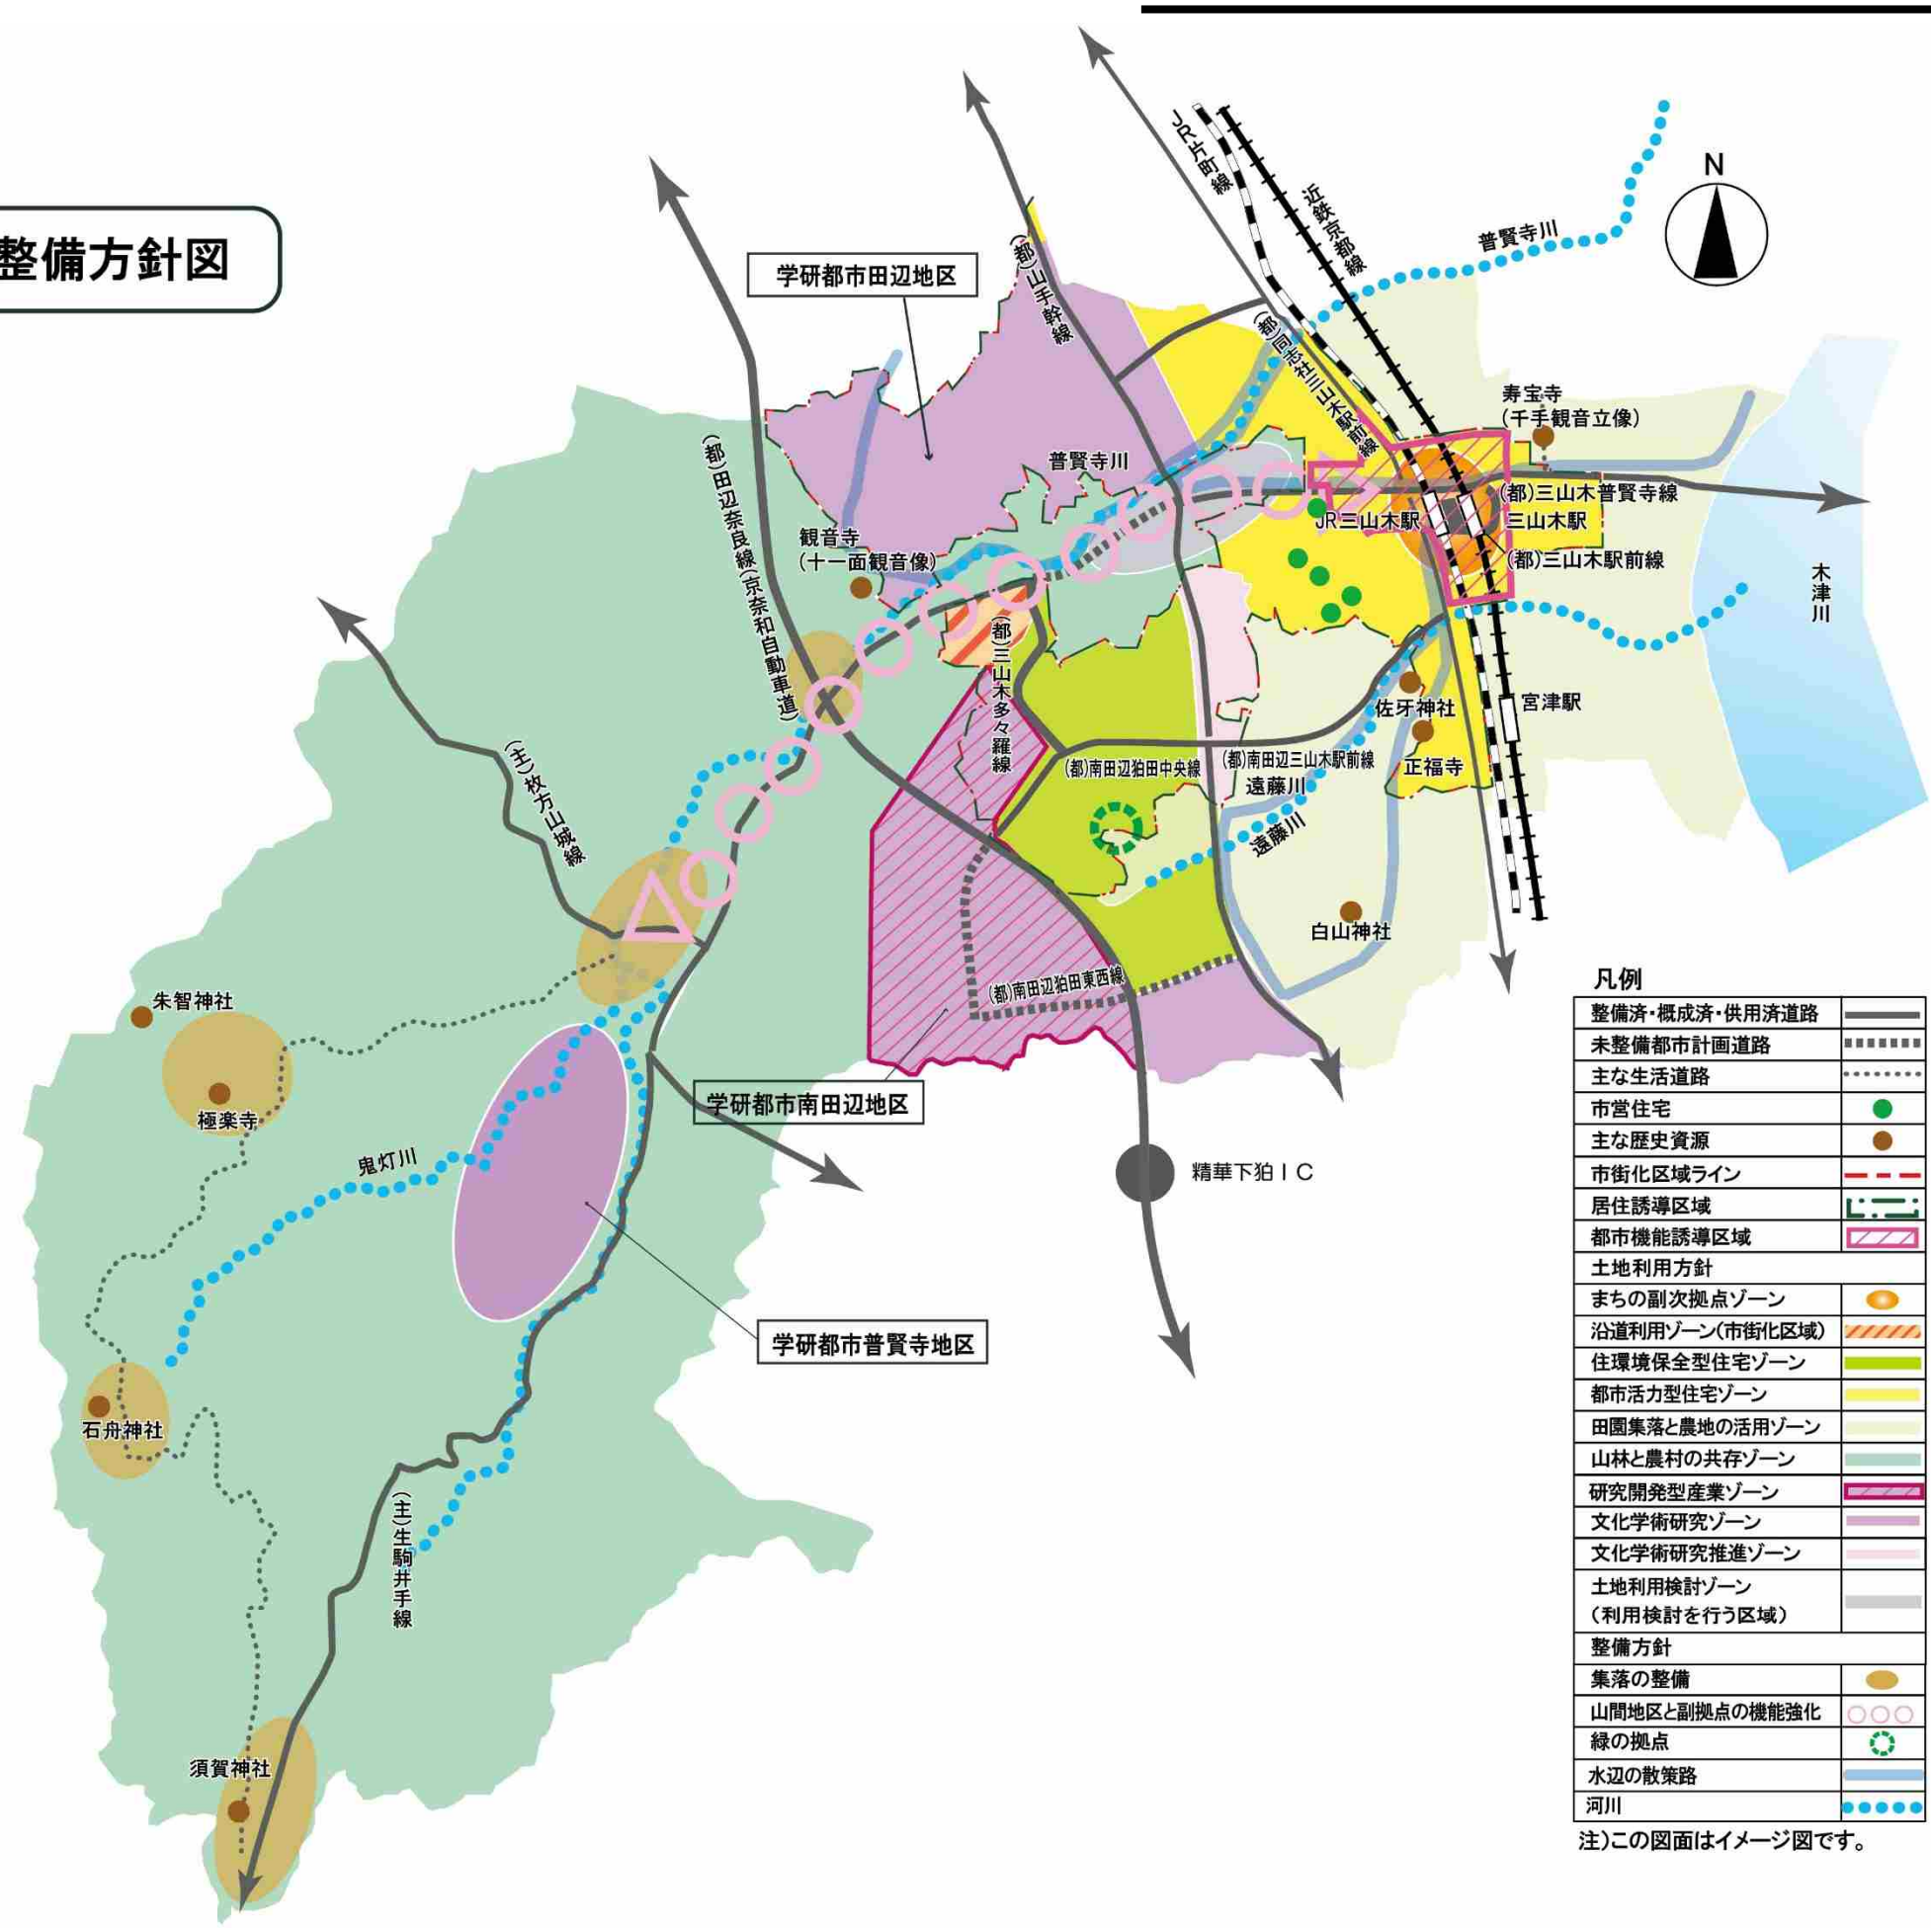 整備方針図
N
JR片町線
近鉄京都線
普賢寺川
学研都市田辺地区
(都)山手幹線
(都)同志社三山木駅前線
寿宝寺
(千手観音立像)
普賢寺川
(都)田辺奈良線(京奈和自動車道)
観音寺
(十一面観音像)
(都)三山木普賢寺線
JR三山木駅
三山木駅
(都)三山木駅前線
木津川
(都)三山木多々羅線
佐牙神社
宮津駅
(都)南田辺狛田中央線
(都)南田辺三山木駅前線
正福寺
遠藤川
遠藤川
(主)枚方山城線
白山神社
(都)南田辺狛田東西線
朱智神社
極楽寺
学研都市南田辺地区
鬼灯川
精華下狛IC
学研都市普賢寺地区
石舟神社
(主)生駒井手線
須賀神社
凡例
整備済・概成済・供用済道路
未整備都市計画道路
主な生活道路
市営住宅
主な歴史資源
市街化区域ライン
居住誘導区域
都市機能誘導区域
土地利用方針
まちの副次拠点ゾーン
沿道利用ゾーン(市街化区域)
住環境保全型住宅ゾーン
都市活力型住宅ゾーン
田園集落と農地の活用ゾーン
山林と農村の共存ゾーン
研究開発型産業ゾーン
文化学術研究ゾーン
文化学術研究推進ゾーン
土地利用検討ゾーン
(利用検討を行う区域)
整備方針
集落の整備
山間地区と副拠点の機能強化
緑の拠点
水辺の散策路
河川
注)この図面はイメージ図です。